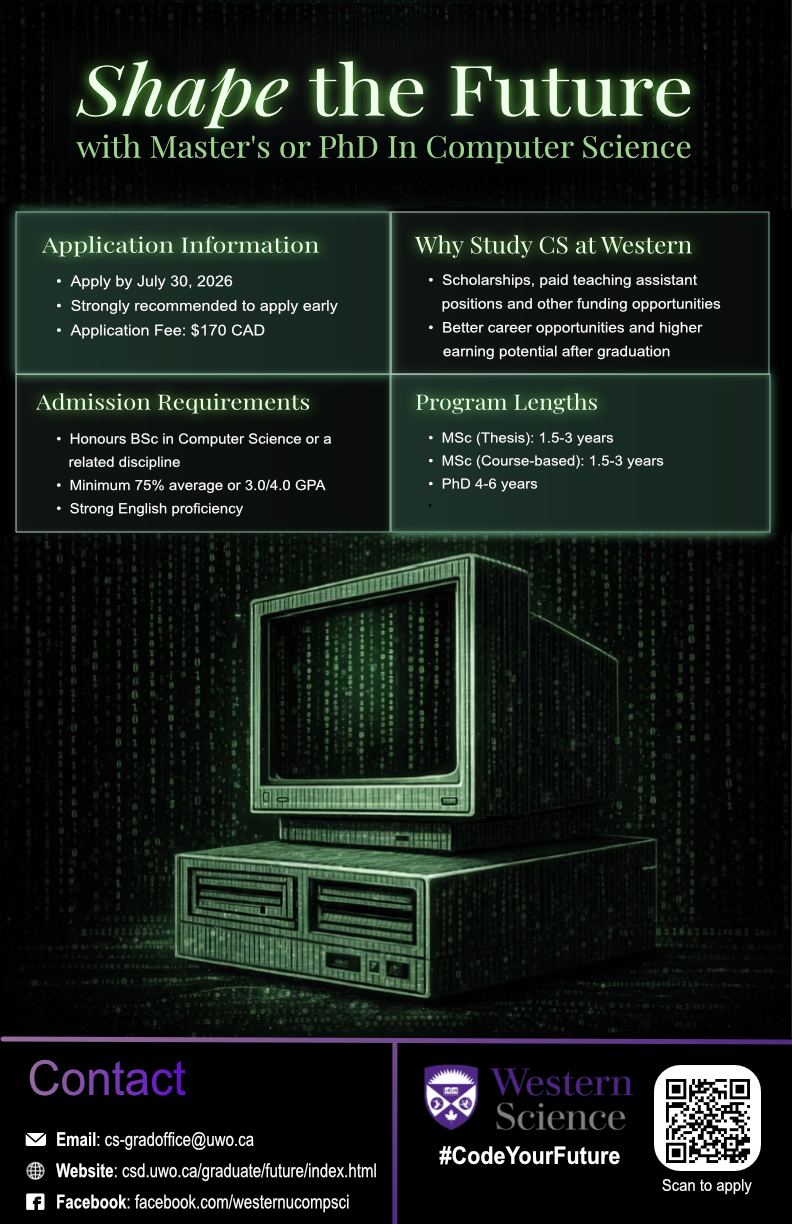 Shape the Future
with Master's or PhD In Computer Science
Application Information
• Apply by July 30, 2026
• Strongly recommended to apply early
• Application Fee: $170 CAD
Why Study CS at Western
• Scholarships, paid teaching assistant
positions and other funding opportunities
• Better career opportunities and higher
earning potential after graduation
Admission Requirements
• Honours BSc in Computer Science or a
related discipline
• Minimum 75% average or 3.0/4.0 GPA
• Strong English proficiency
Program Lengths
• MSc (Thesis): 1.5-3 years
• MSc (Course-based): 1.5-3 years
• PhD 4-6 years
Contact
Email: cs-gradoffice@uwo.ca
Website: csd.uwo.ca/graduate/future/index.html
Facebook: facebook.com/westernucompsci
Western
Science
#CodeYourFuture
Scan to apply